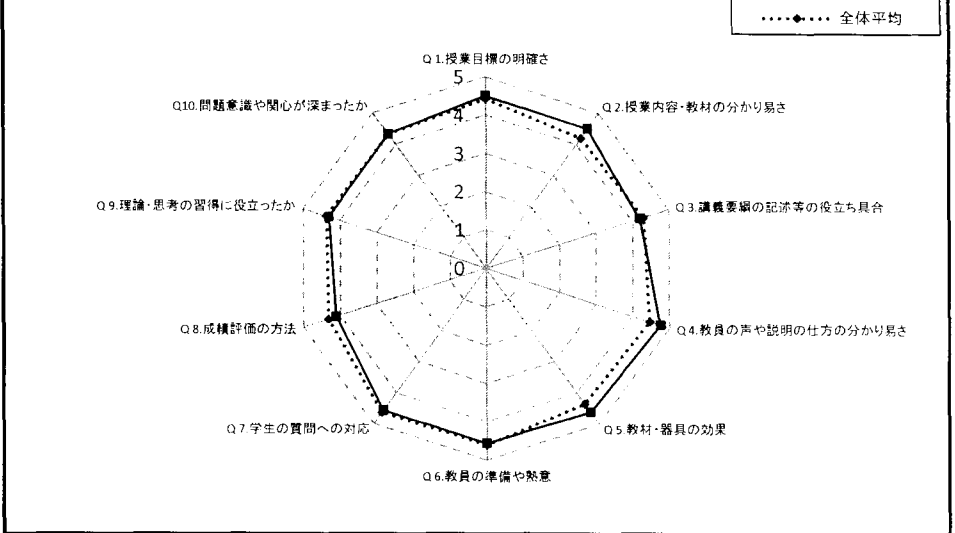 全体平均
Q1.授業目標の明確さ
Q2.授業内容・教材の分かり易さ
Q3.講義要綱の記述等の役立ち具合
Q4.教員の声や説明の仕方の分かり易さ
Q5.教材・器具の効果
Q6.教員の準備や熱意
Q7.学生の質問への対応
Q8.成績評価の方法
Q9.理論・思考の習得に役立ったか
Q10.問題意識や関心が深まったか
5
4
3
2
1
0